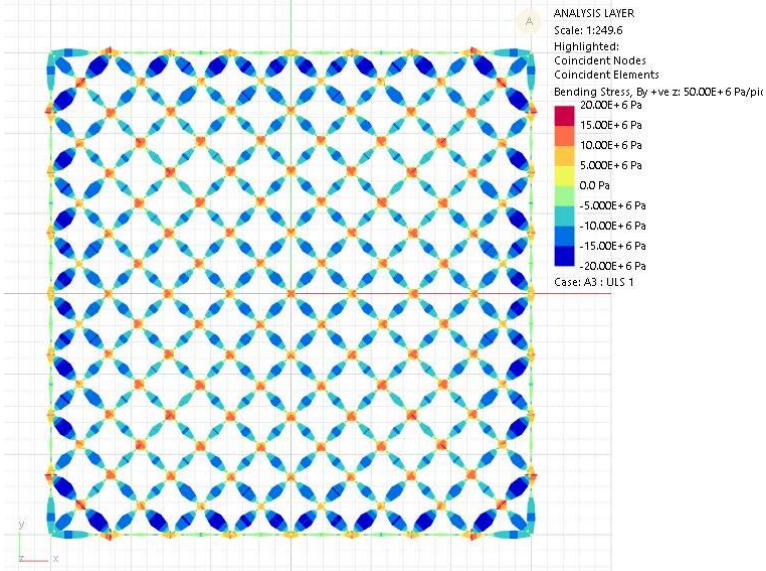 A
ANALYSIS LAYER
Scale: 1:249.6
Highlighted:
Coincident Nodes
Coincident Elements
Bending Stress, By +ve z: 50.00E+6 Pa/pic
20.00E+6 Pa
15.00E+6 Pa
10.00E+6 Pa
5.000E+6 Pa
0.0 Pa
-5.000E+6 Pa
-10.00E+6 Pa
-15.00E+6 Pa
-20.00E+6 Pa
Case: A3 : ULS 1
y
z x